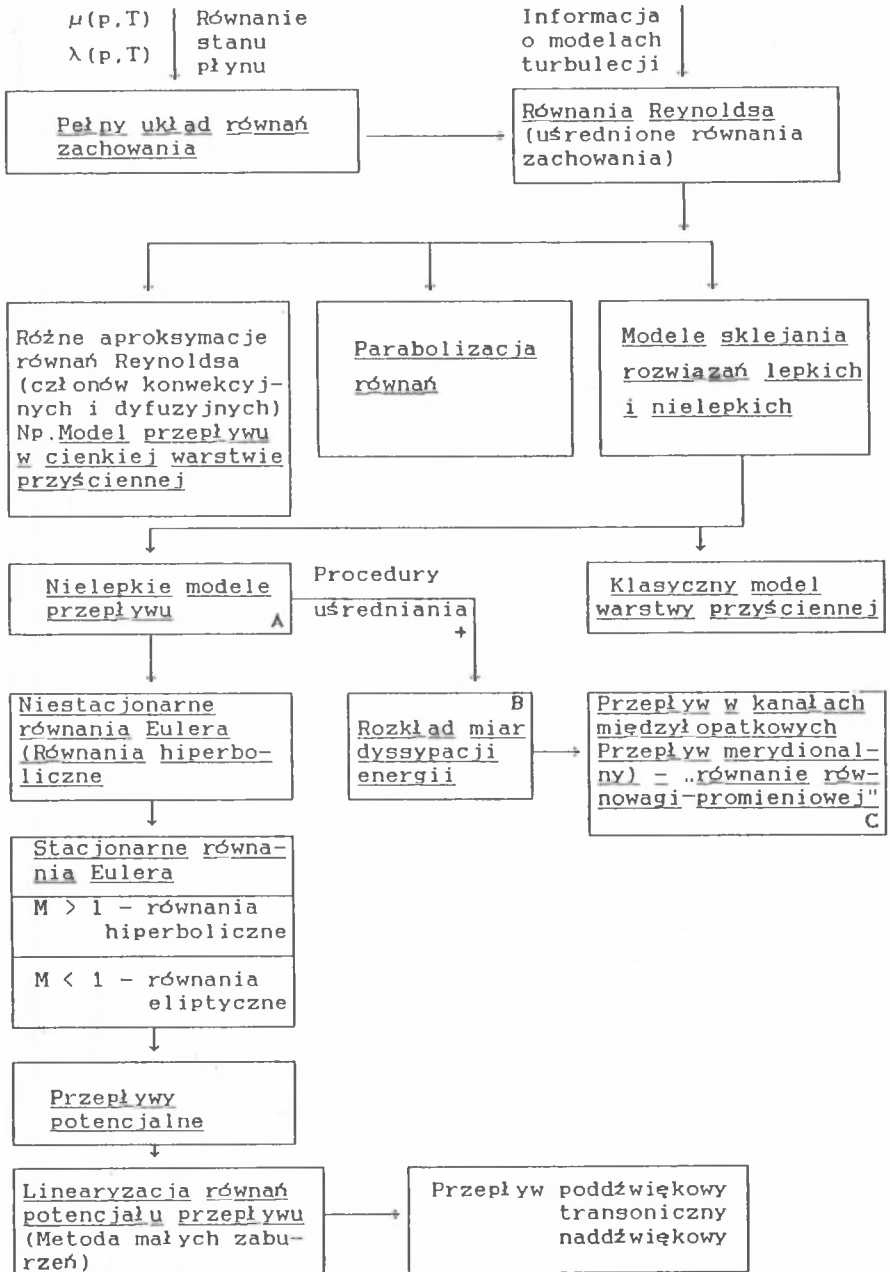 μ(p,T) Równanie
λ(p,T) stanu
płynu
Informacja
o modelach
turbulecji
Pełny układ równań
zachowania
Równania Reynoldsa
(uśrednione równania
zachowania)
Różne aproksymacje
równań Reynoldsa
(członów konwekcyj-
nych i dyfuzyjnych)
Np.Model przepływu
w cienkiej warstwie
przyściennej
Parabolizacja
równań
Modele sklejania
rozwiązań lepkich
i nielepkich
Nielepkie modele
przepływu
A
Procedury
uśredniania
+
Klasyczny model
warstwy przyściennej
Niestacjonarne
równania Eulera
(Równania hiperbo-
liczne
B
Rozkład miar
dyssypacji
energii
Przepływ w kanałach
międzyłopatkowych
Przepływ merydional-
ny) – „równanie rów-
nowagi-promieniowej"
C
Stacjonarne równa-
nia Eulera
M > 1 – równania
hiperboliczne
M < 1 – równania
eliptyczne
Przepływy
potencjalne
Linearyzacja równań
potencjału przepływu
(Metoda małych zabu-
rzeń)
Przepływ poddźwiękowy
transoniczny
naddźwiękowy